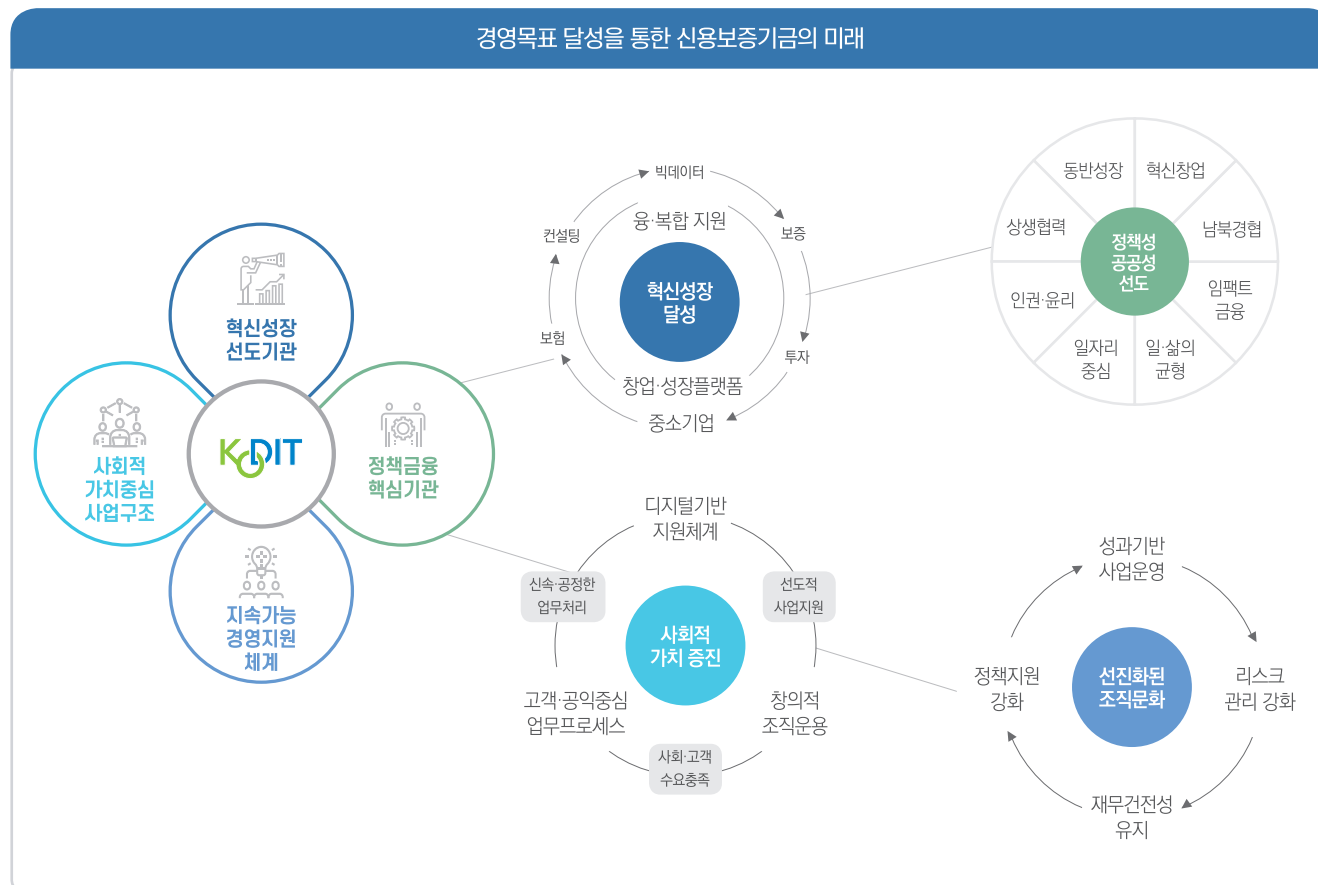 경영목표 달성을 통한 신용보증기금의 미래
혁신성장
선도기관
사회적
가치중심
사업구조
KODIT
정책금융
핵심기관
지속가능
경영지원
체계
빅데이터
컨설팅
융·복합 지원
보증
혁신성장
달성
보험
투자
창업·성장플랫폼
중소기업
동반성장
혁신창업
상생협력
남북경협
정책성
공공성
선도
인권·윤리
임팩트
금융
일자리
중심
일·삶의
균형
디지털기반
지원체계
신속·공정한
업무처리
선도적
사업지원
사회적
가치 증진
고객·공익중심
업무프로세스
창의적
조직운용
사회·고객
수요충족
성과기반
사업운영
정책지원
강화
선진화된
조직문화
리스크
관리 강화
재무건전성
유지